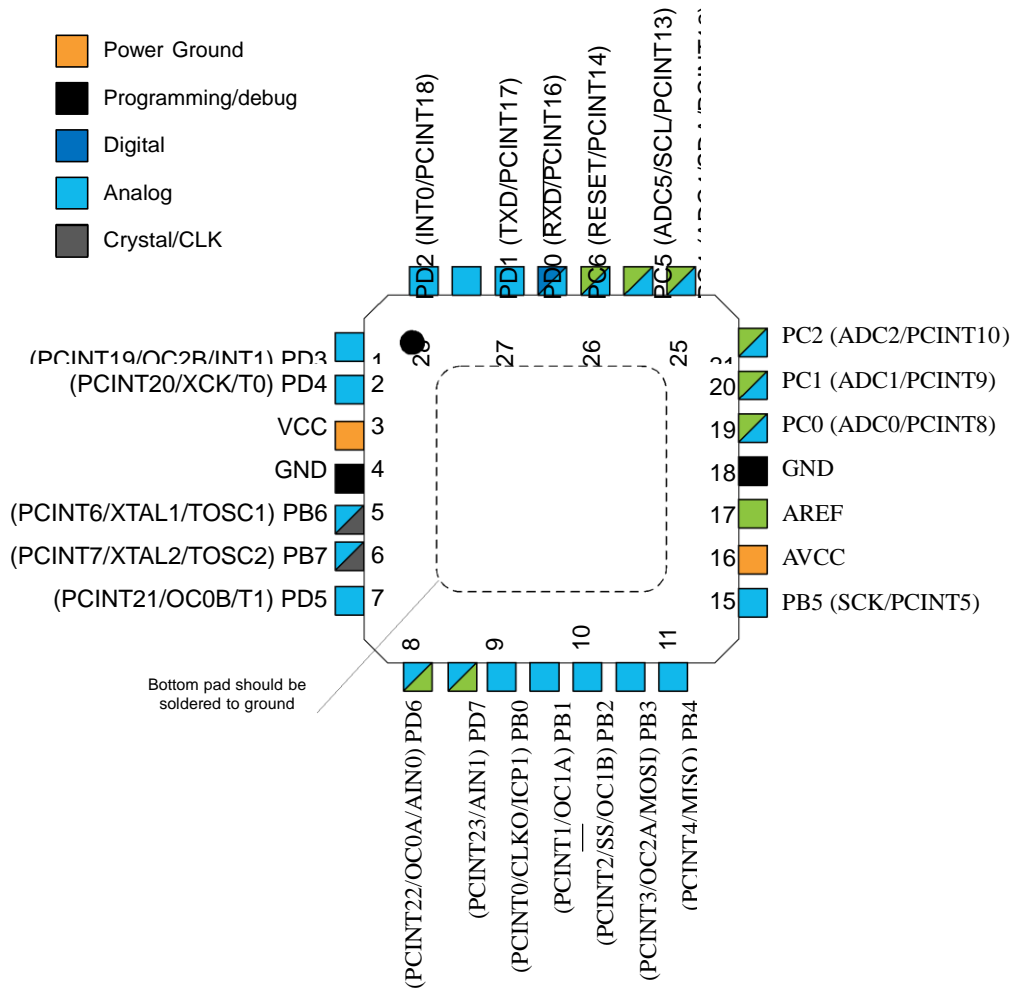 Power Ground
Programming/debug
Digital
Analog
Crystal/CLK
PD2 (INT0/PCINT18)
PD1 (TXD/PCINT17)
PD0 (RXD/PCINT16)
PC6 (RESET/PCINT14)
PC5 (ADC5/SCL/PCINT13)
28
27
26
25
(PCINT19/OC2B/INT1) PD3
1
(PCINT20/XCK/T0) PD4
2
VCC
3
GND
4
(PCINT6/XTAL1/TOSC1) PB6
5
(PCINT7/XTAL2/TOSC2) PB7
6
(PCINT21/OC0B/T1) PD5
7
21
PC2 (ADC2/PCINT10)
20
PC1 (ADC1/PCINT9)
19
PC0 (ADC0/PCINT8)
18
GND
17
AREF
16
AVCC
15
PB5 (SCK/PCINT5)
8
9
10
11
Bottom pad should be
soldered to ground
(PCINT22/OC0A/AIN0) PD6
(PCINT23/AIN1) PD7
(PCINT0/CLKO/ICP1) PB0
(PCINT1/OC1A) PB1
(PCINT2/SS/OC1B) PB2
(PCINT3/OC2A/MOSI) PB3
(PCINT4/MISO) PB4